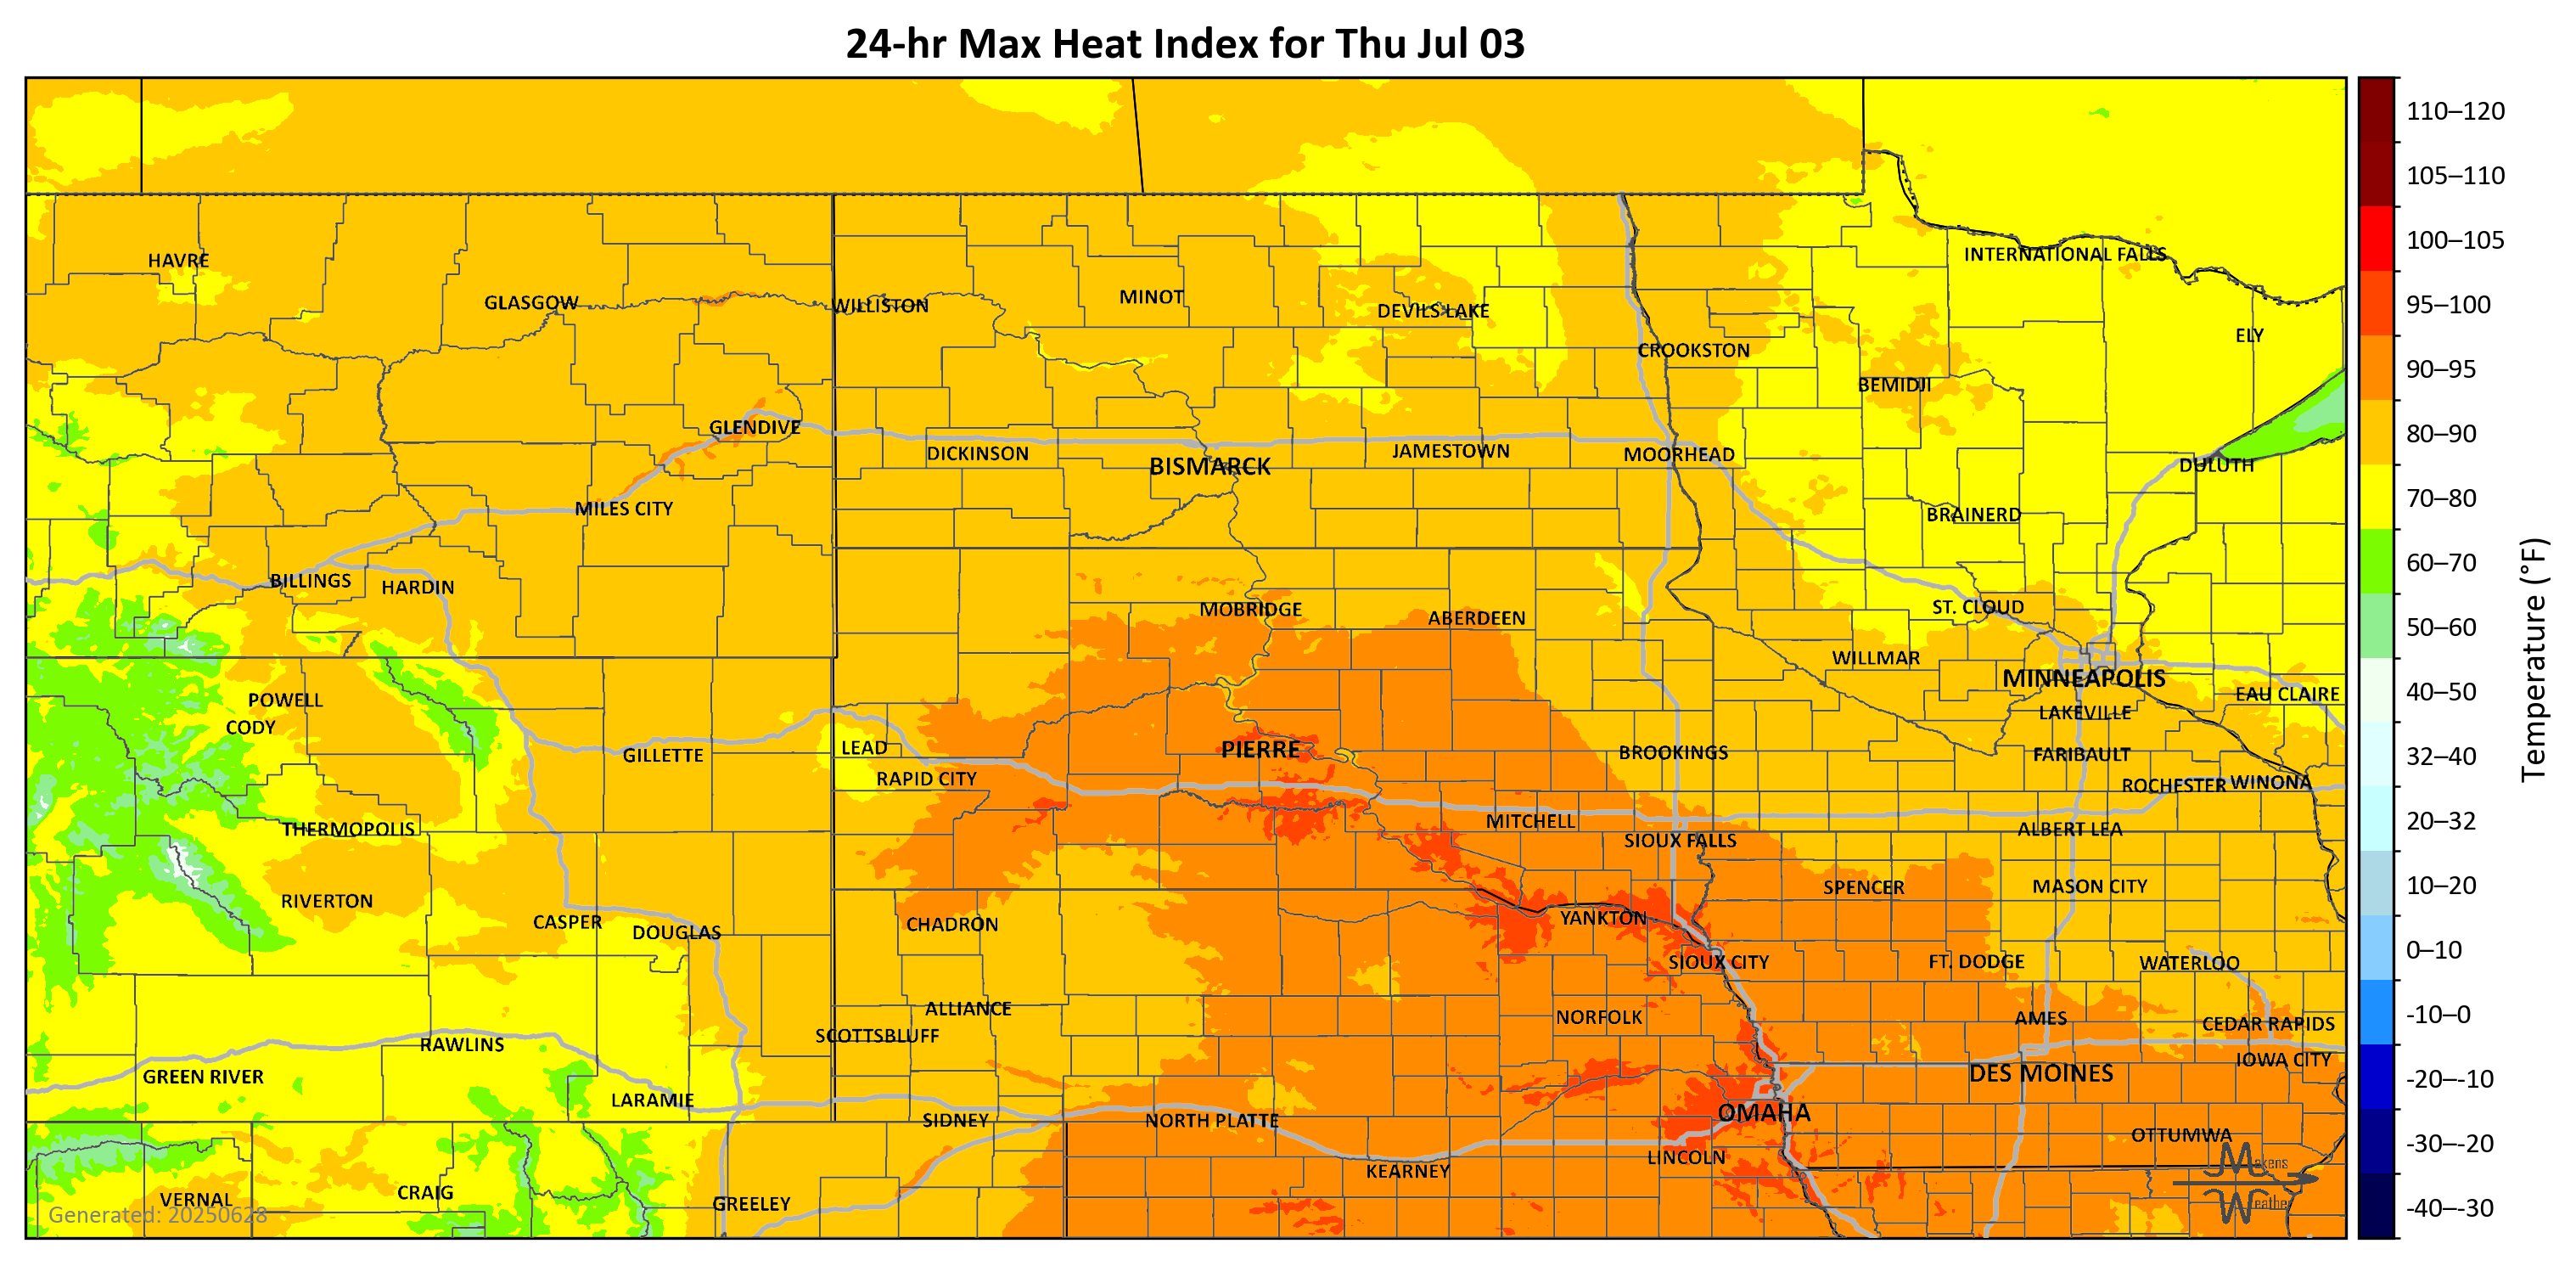 24-hr Max Heat Index for Thu Jul 03
110–120
105–110
100–105
95–100
90–95
80–90
70–80
60–70
50–60
40–50
32–40
20–32
10–20
0–10
-10–0
-20–-10
-30–-20
-40–-30
Temperature (°F)
HAVRE
GLASGOW
WILLISTON
MINOT
DEVILS LAKE
CROOKSTON
INTERNATIONAL FALLS
ELY
BEMIDJI
GLENDIVE
DICKINSON
BISMARCK
JAMESTOWN
MOORHEAD
DULUTH
MILES CITY
BRAINERD
BILLINGS
HARDIN
MOBRIDGE
ABERDEEN
ST. CLOUD
WILLMAR
MINNEAPOLIS
EAU CLAIRE
POWELL
CODY
LAKEVILLE
GILLETTE
LEAD
PIERRE
BROOKINGS
FARIBAULT
RAPID CITY
ROCHESTER
WINONA
THERMOPOLIS
MITCHELL
SIOUX FALLS
ALBERT LEA
RIVERTON
SPENCER
MASON CITY
CASPER
DOUGLAS
CHADRON
YANKTON
SIOUX CITY
FT. DODGE
WATERLOO
ALLIANCE
NORFOLK
AMES
CEDAR RAPIDS
SCOTTSBLUFF
RAWLINS
IOWA CITY
GREEN RIVER
DES MOINES
LARAMIE
SIDNEY
NORTH PLATTE
OMAHA
OTTUMWA
LINCOLN
KEARNEY
VERNAL
CRAIG
GREELEY
Generated: 20250628
Makens
Weather